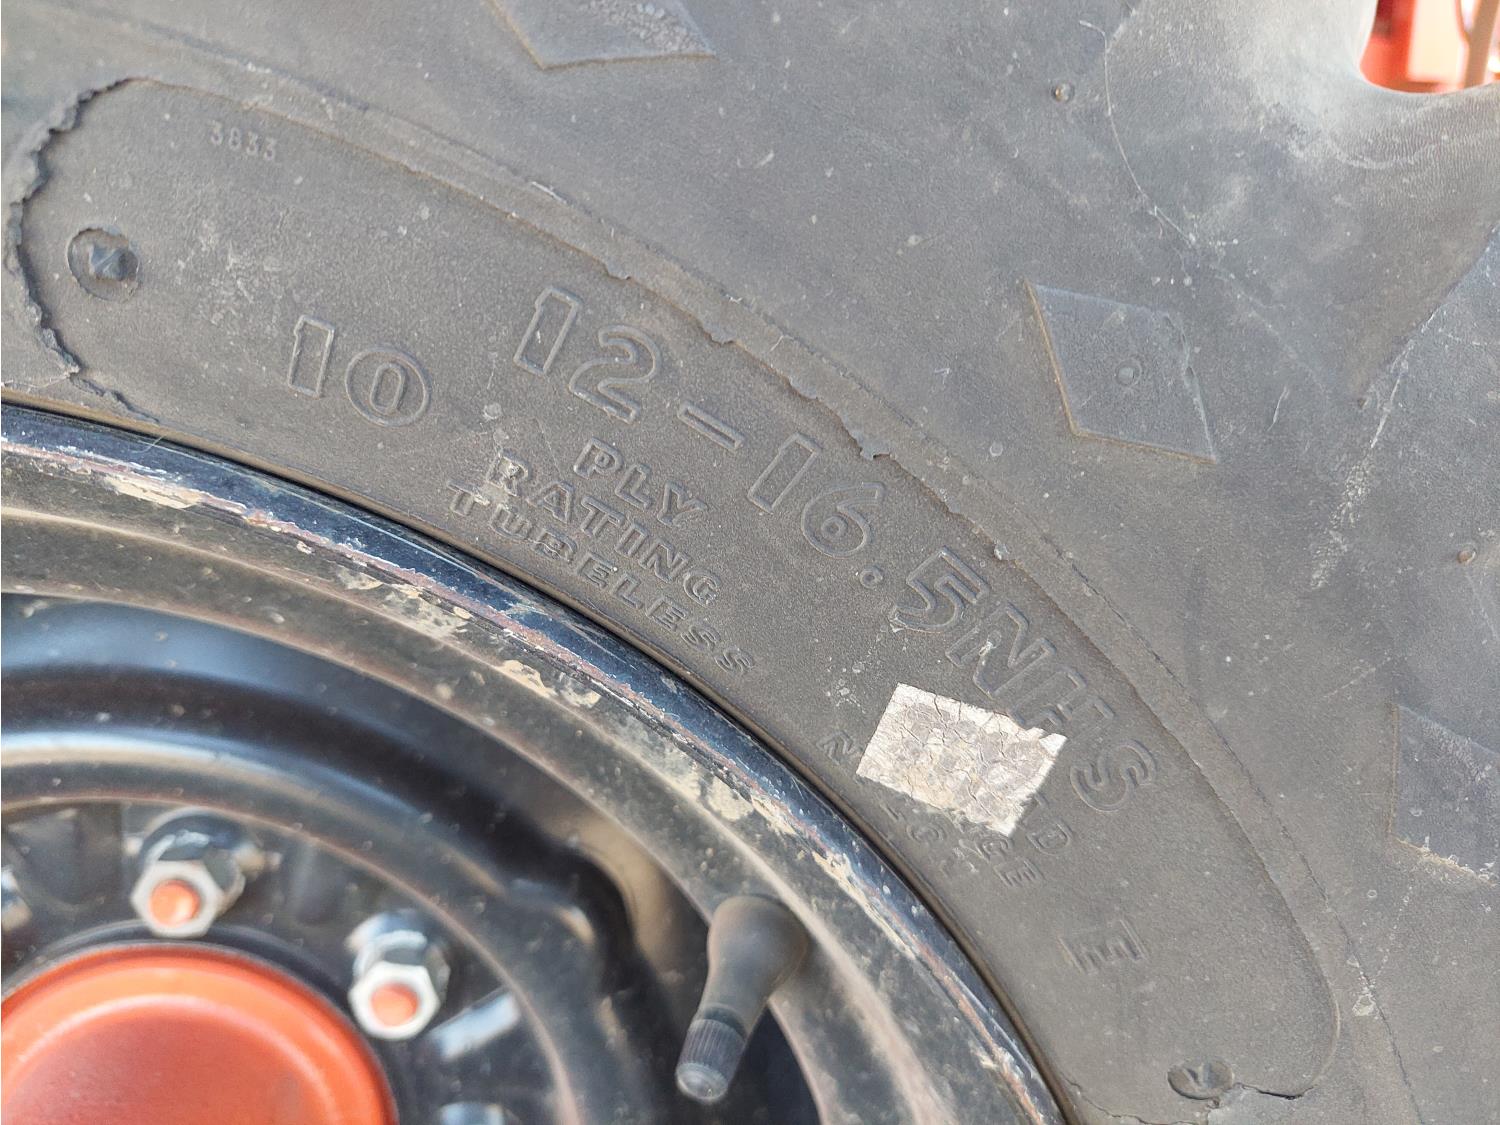 3833
12-16.5NHS
10
PLY
RATING
TUBELESS
E